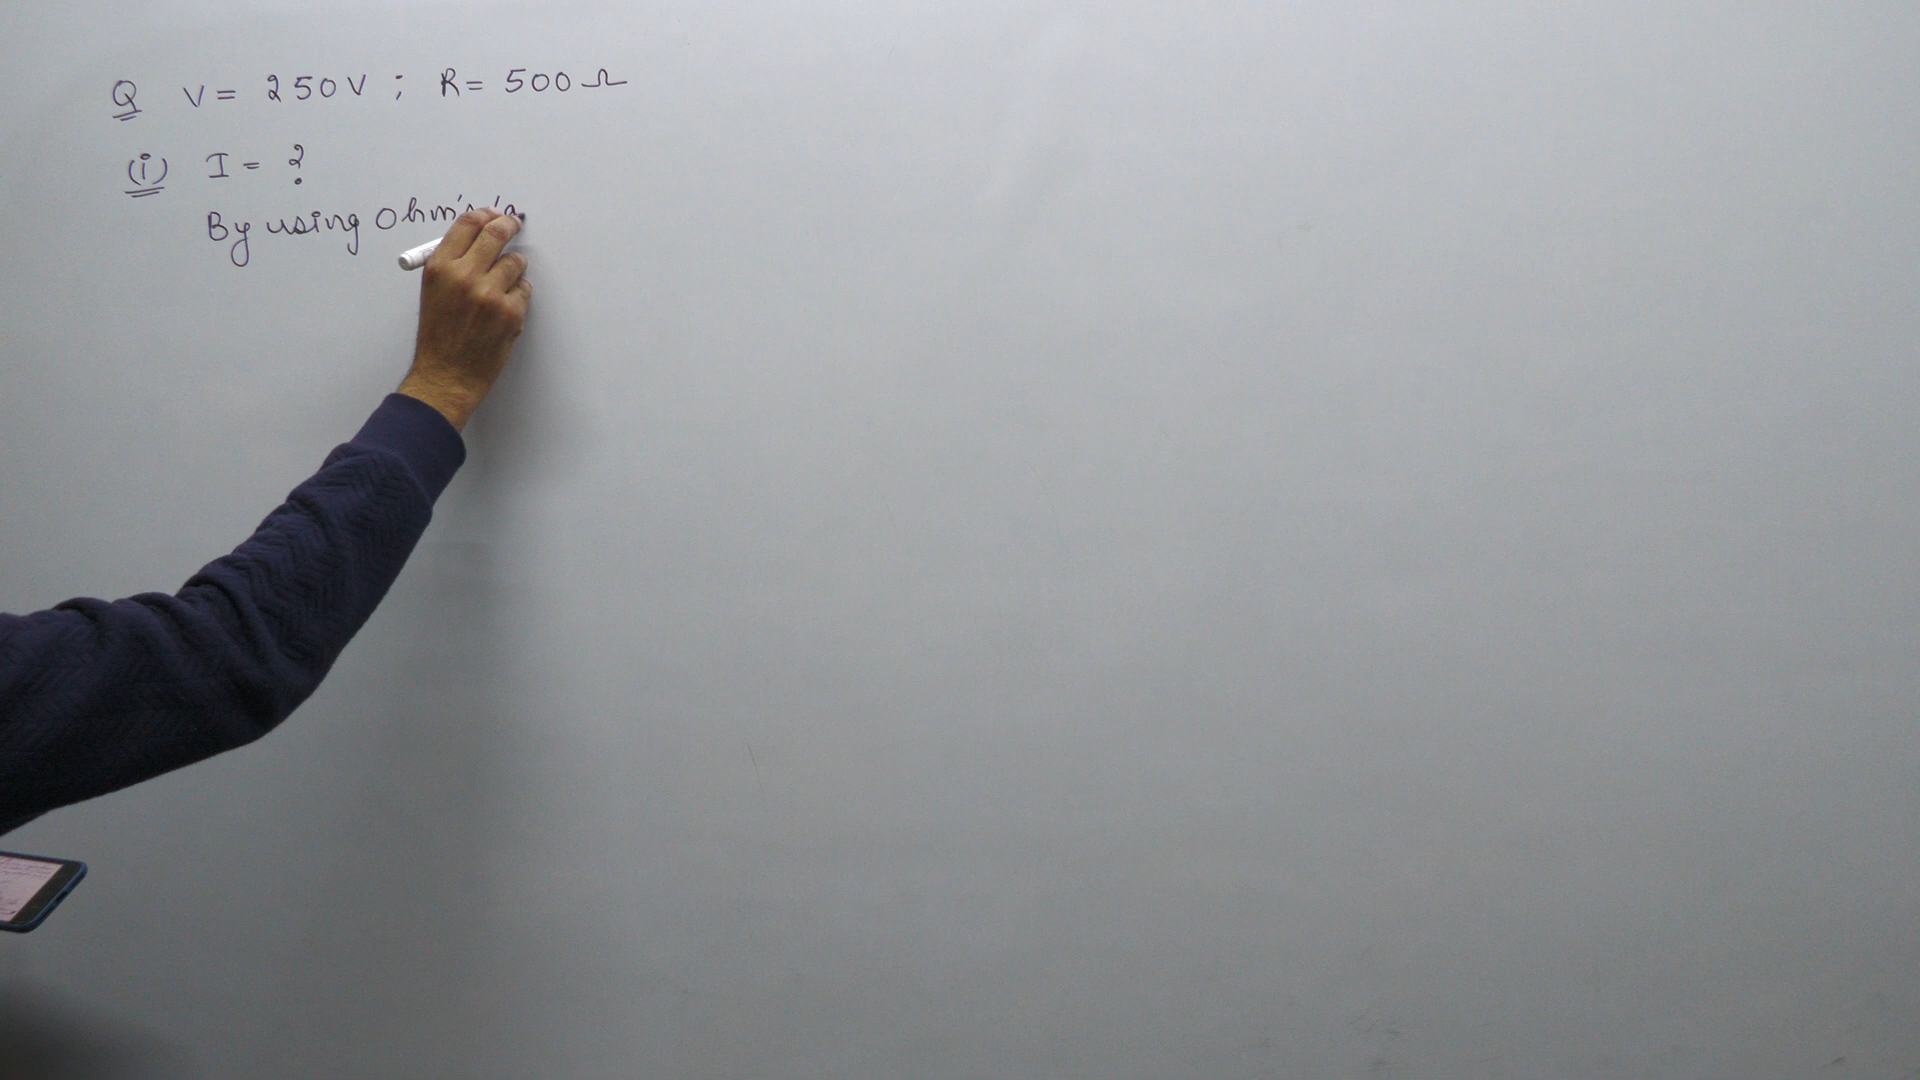 Q V = 250V ; R = 500Ω
(i) I = ?
By using Ohm's